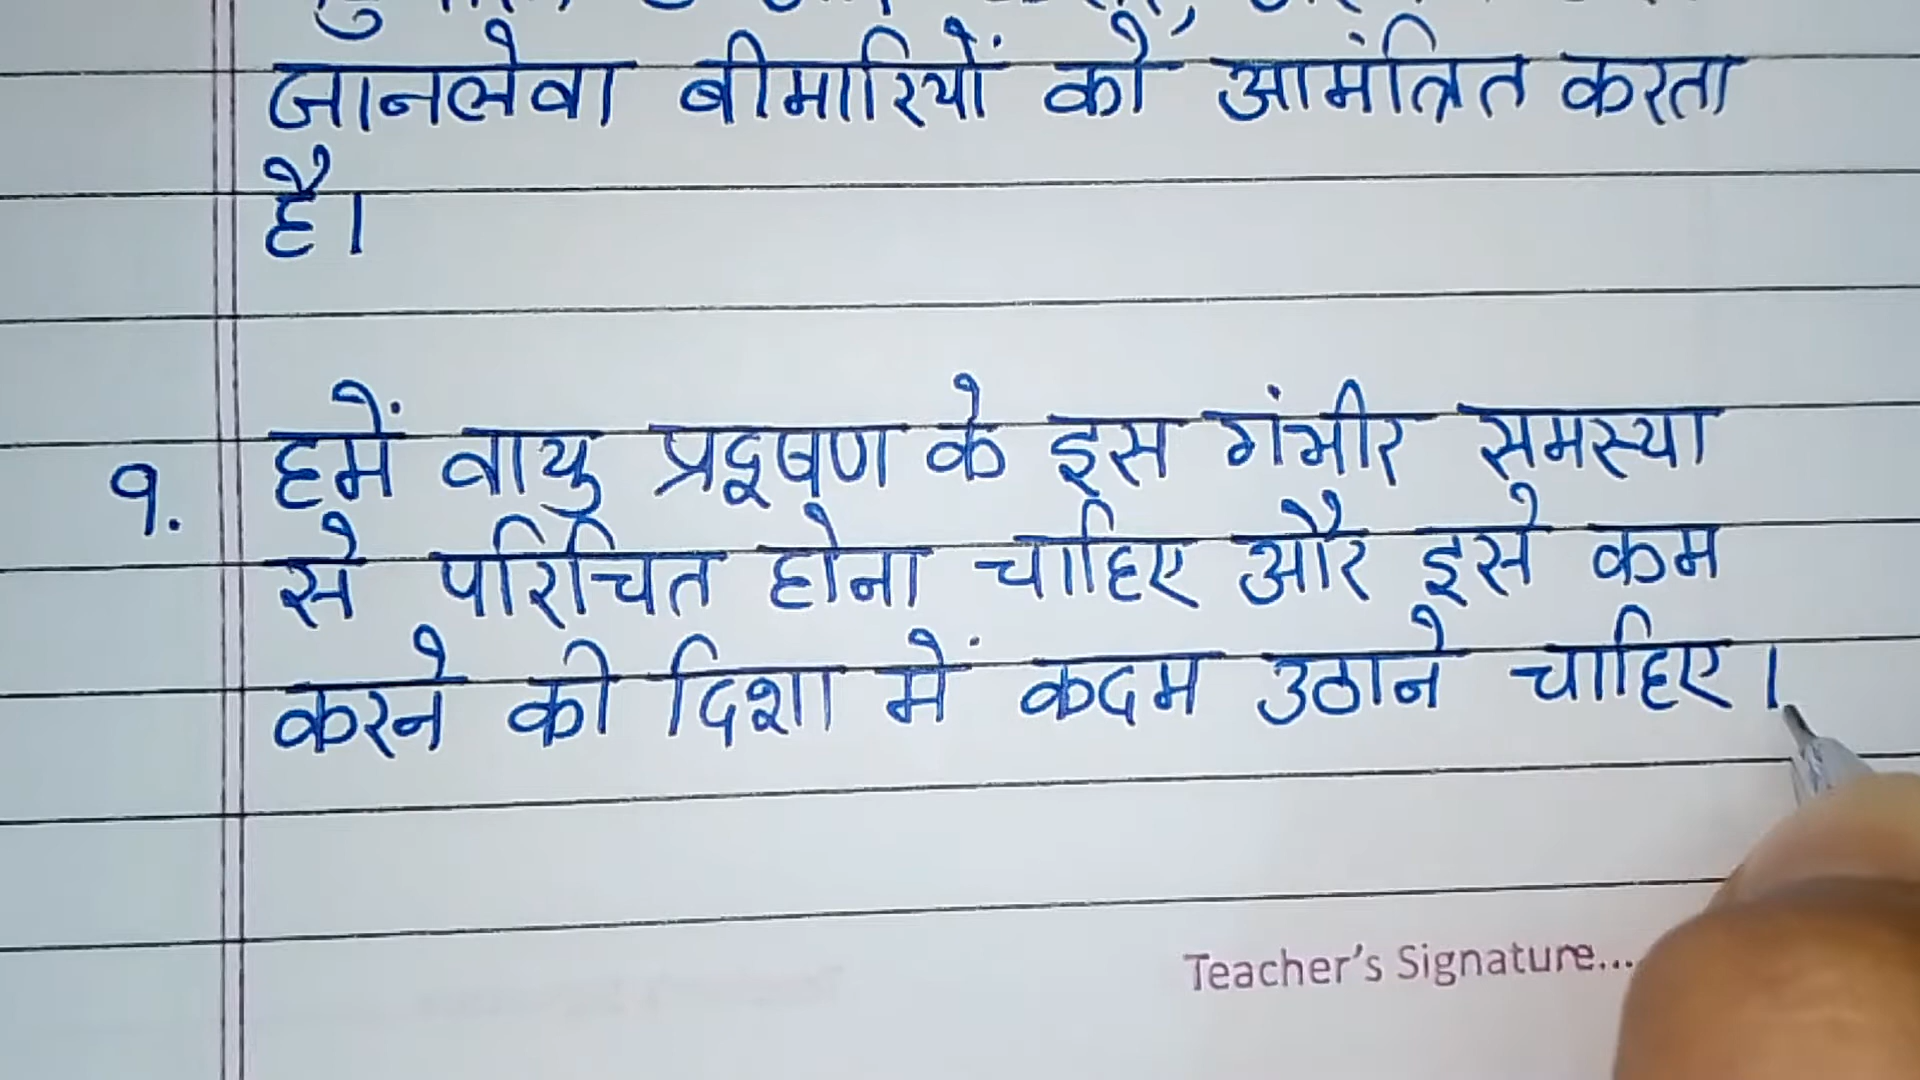 जानलेवा बीमारियों को आमंत्रित करता
है।
9. हमें वायु प्रदूषण के इस गंभीर समस्या
से परिचित होना चाहिए और इसे कम
करने की दिशा में कदम उठाने चाहिए।
Teacher's Signature...